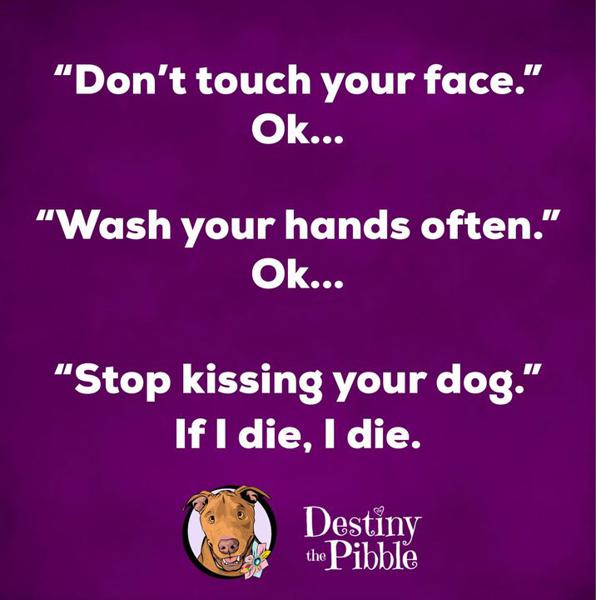 “Don’t touch your face.”
Ok...
“Wash your hands often.”
Ok...
“Stop kissing your dog.”
If I die, I die.
Destiny
the Pibble